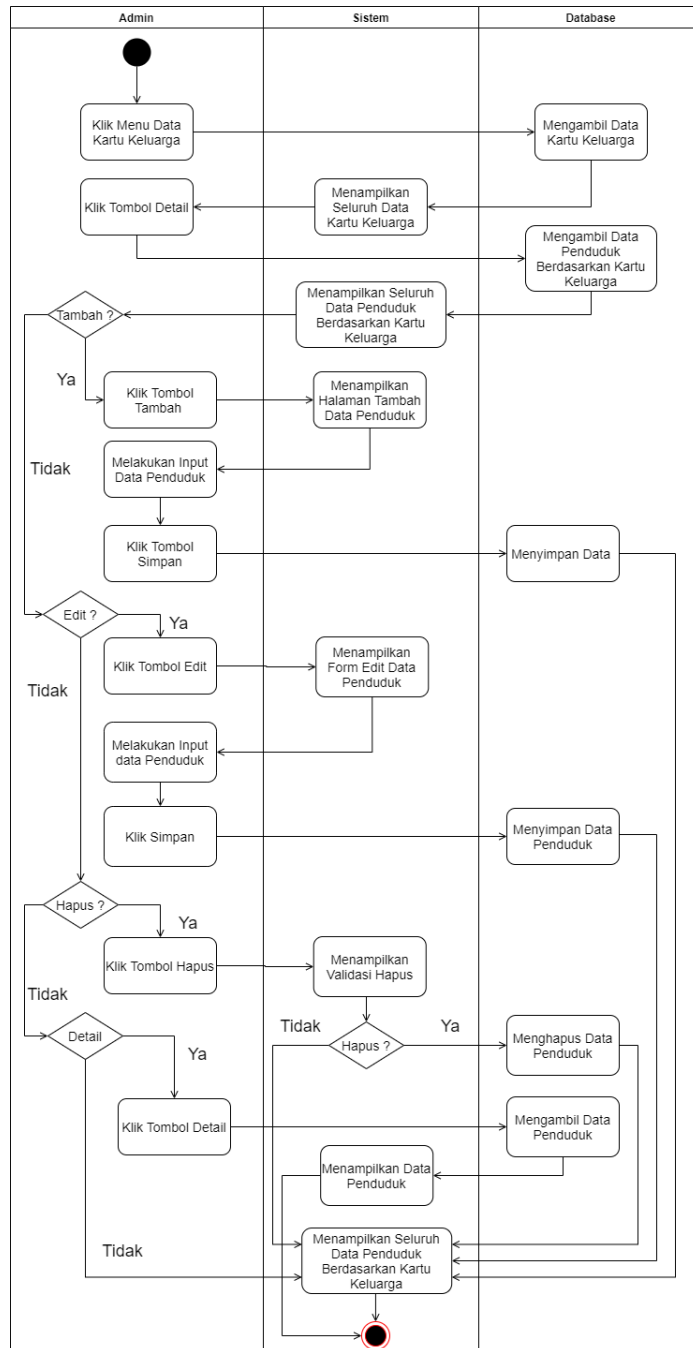 Admin
Sistem
Database
Klik Menu Data
Kartu Keluarga
Mengambil Data
Kartu Keluarga
Klik Tombol Detail
Menampilkan
Seluruh Data
Kartu Keluarga
Mengambil Data
Penduduk
Berdasarkan Kartu
Keluarga
Tambah ?
Menampilkan Seluruh
Data Penduduk
Berdasarkan Kartu
Keluarga
Ya
Klik Tombol
Tambah
Menampilkan
Halaman Tambah
Data Penduduk
Tidak
Melakukan Input
Data Penduduk
Klik Tombol
Simpan
Menyimpan Data
Edit ?
Ya
Klik Tombol Edit
Menampilkan
Form Edit Data
Penduduk
Tidak
Melakukan Input
data Penduduk
Klik Simpan
Menyimpan Data
Penduduk
Hapus ?
Ya
Klik Tombol Hapus
Menampilkan
Validasi Hapus
Tidak
Detail
Tidak
Hapus ?
Ya
Menghapus Data
Penduduk
Ya
Klik Tombol Detail
Mengambil Data
Penduduk
Menampilkan Data
Penduduk
Tidak
Menampilkan Seluruh
Data Penduduk
Berdasarkan Kartu
Keluarga